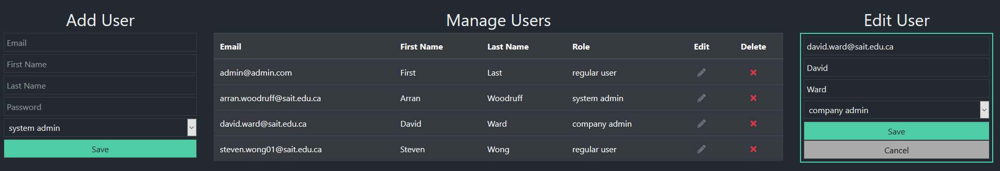 Add User
Email
First Name
Last Name
Password
system admin
Save
Manage Users
Email First Name Last Name Role Edit Delete
admin@admin.com First Last regular user
arran.woodruff@sait.edu.ca Arran Woodruff system admin
david.ward@sait.edu.ca David Ward company admin
steven.wong01@sait.edu.ca Steven Wong regular user
Edit User
david.ward@sait.edu.ca
David
Ward
company admin
Save
Cancel